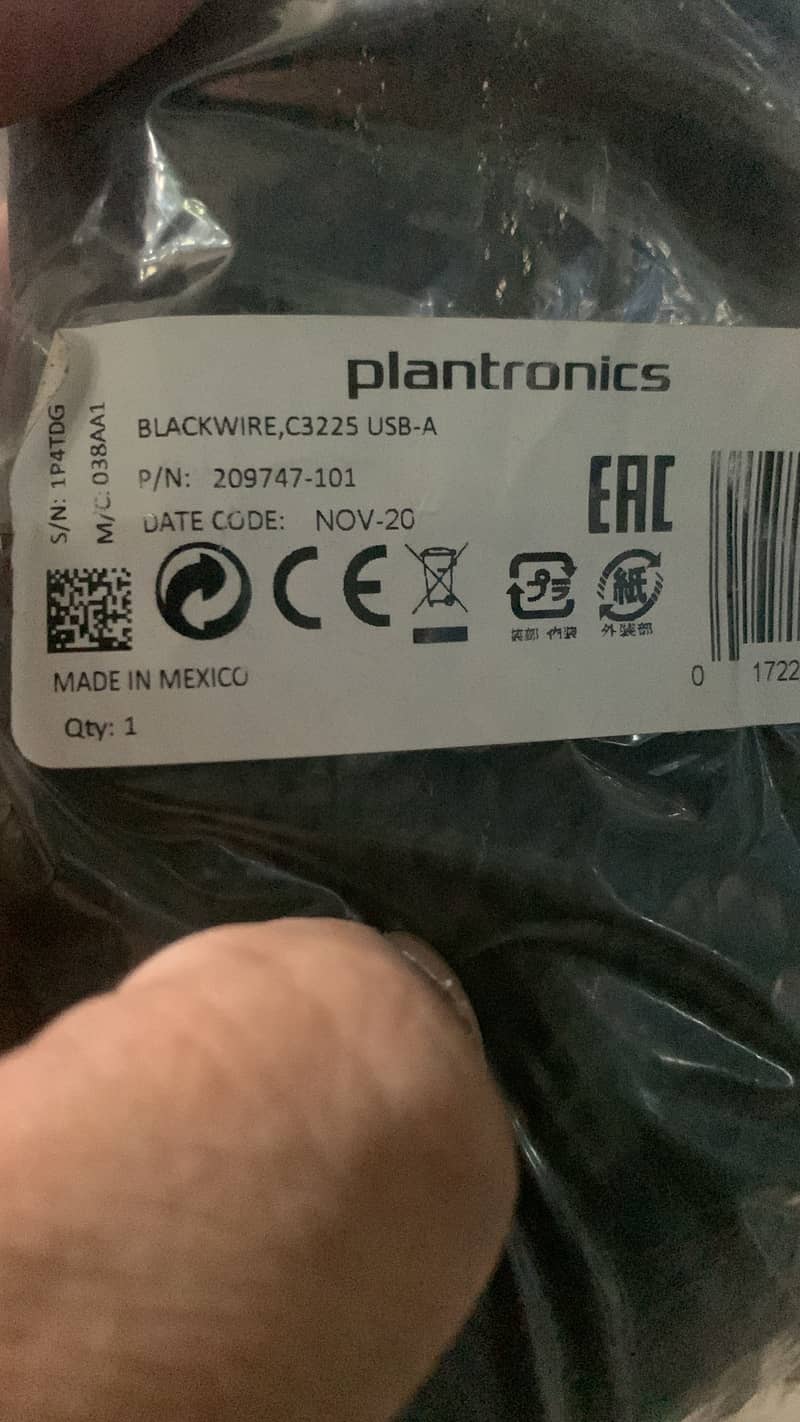 plantronics
BLACKWIRE,C3225 USB-A
P/N: 209747-101
DATE CODE: NOV-20
S/N: 1P4TDG
M/C: 038AA1
EAC
CE
プラ
紙
外装部
MADE IN MEXICO
Qty: 1
0 1722